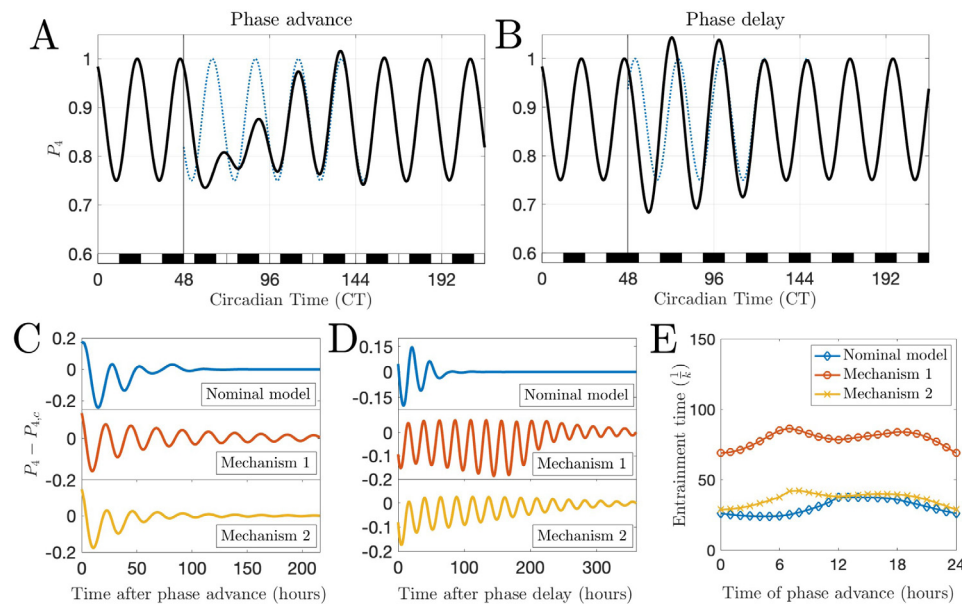 A
Phase advance
1
0.9
0.8
0.7
0.6
P4
0
48
96
144
192
Circadian Time (CT)
B
Phase delay
1
0.9
0.8
0.7
0.6
0
48
96
144
192
Circadian Time (CT)
C
0.2
0
-0.2
Nominal model
0
Mechanism 1
0
-0.2
Mechanism 2
P4 − P4,c
0
50
100
150
200
Time after phase advance (hours)
D
0.15
0
-0.15
Nominal model
0
-0.1
Mechanism 1
0
-0.1
-0.2
Mechanism 2
0
100
200
300
Time after phase delay (hours)
E
150
100
50
0
Entrainment time (1/k)
Nominal model
Mechanism 1
Mechanism 2
0
6
12
18
24
Time of phase advance (hours)